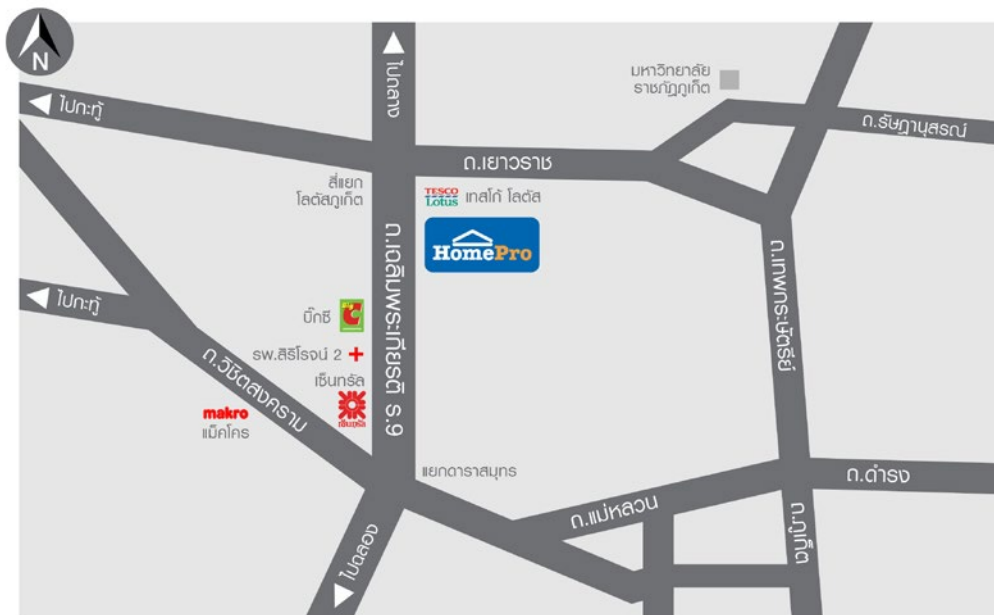 N
ไปถลาง
มหาวิทยาลัย
ราชภัฏภูเก็ต
ไปกะทู้
ถ.รัษฎานุสรณ์
ถ.เยาวราช
สี่แยก
โลตัสภูเก็ต
TESCO
Lotus
เทสโก้ โลตัส
HomePro
ถ.เฉลิมพระเกียรติ ร.9
ถ.เทพกระษัตรีย์
ไปกะทู้
Big
C
บิ๊กซี
รพ.สิริโรจน์ 2
เซ็นทรัล
เซ็นทรัล
ถ.วิชิตสงคราม
makro
แม็คโคร
แยกดาราสมุทร
ถ.ดำรง
ถ.แม่หลวน
ถ.ภูเก็ต
ไปฉลอง